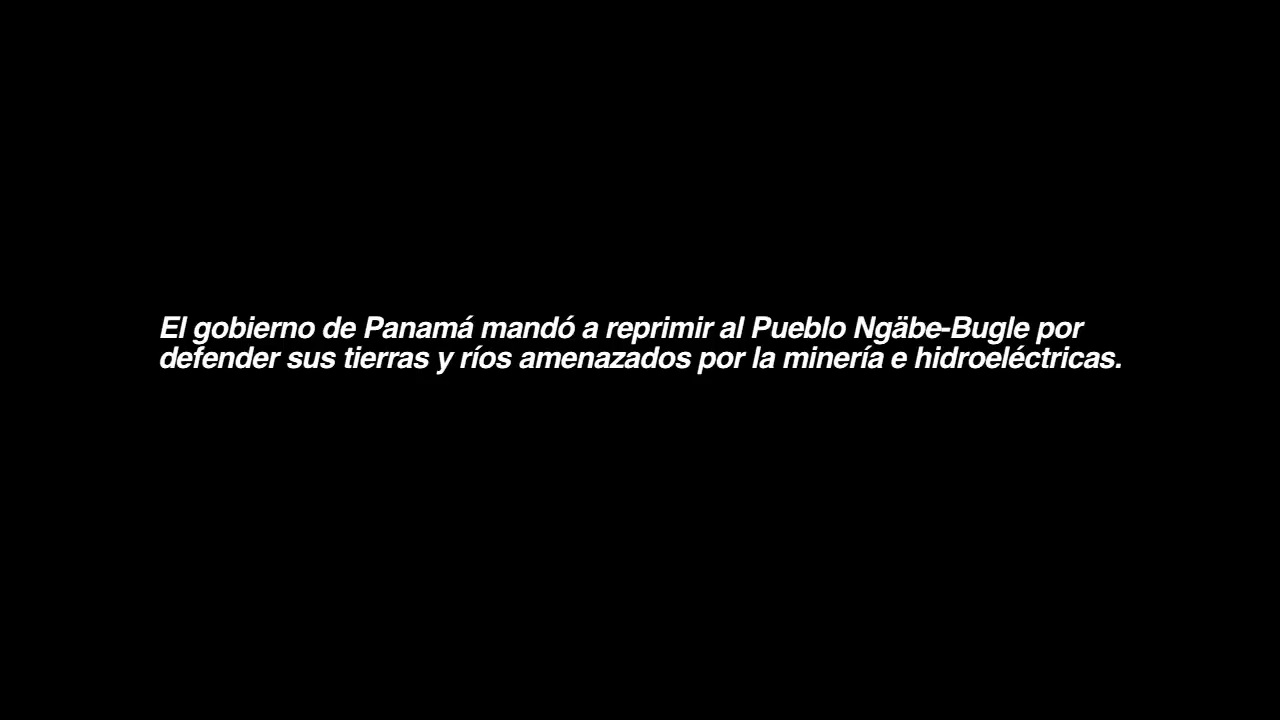 El gobierno de Panamá mandó a reprimir al Pueblo Ngäbe-Bugle por
defender sus tierras y ríos amenazados por la minería e hidroeléctricas.